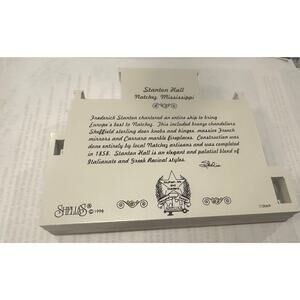 Stanton Hall
Natchez, Mississippi
Frederick Stanton chartered an entire ship to bring
Europe's best to Natchez. This included bronze chandeliers
Sheffield sterling door knobs and hinges, massive French
mirrors and Carrara marble fireplaces. Construction was
done entirely by local Natchez artisans and was completed
in 1858. Stanton Hall is an elegant and palatial blend of
Italianate and Greek Revival styles.
SHELIA'S ® © 1998